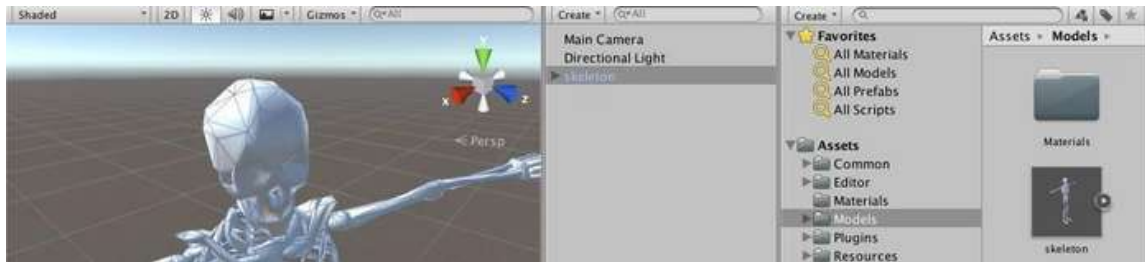 Shaded 2D Gizmos All
x z
Persp
Create All
Main Camera
Directional Light
skeleton
Create
Favorites
All Materials
All Models
All Prefabs
All Scripts
Assets
Common
Editor
Materials
Models
Plugins
Resources
Assets Models
Materials
skeleton